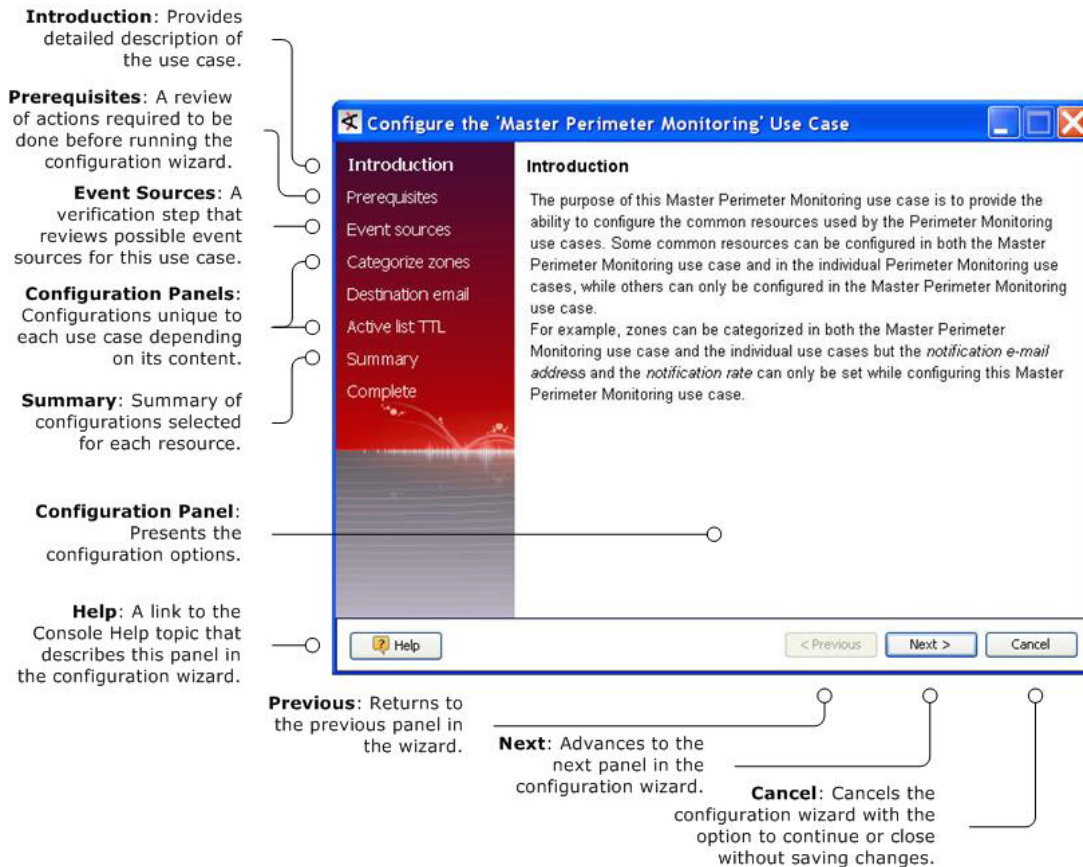 Introduction: Provides
detailed description of
the use case.
Prerequisites: A review
of actions required to be
done before running the
configuration wizard.
Event Sources: A
verification step that
reviews possible event
sources for this use case.
Configuration Panels:
Configurations unique to
each use case depending
on its content.
Summary: Summary of
configurations selected
for each resource.
Configuration Panel:
Presents the
configuration options.
Help: A link to the
Console Help topic that
describes this panel in
the configuration wizard.
Configure the 'Master Perimeter Monitoring' Use Case
Introduction
Prerequisites
Event sources
Categorize zones
Destination email
Active list TTL
Summary
Complete
Introduction
The purpose of this Master Perimeter Monitoring use case is to provide the
ability to configure the common resources used by the Perimeter Monitoring
use cases. Some common resources can be configured in both the Master
Perimeter Monitoring use case and in the individual Perimeter Monitoring use
cases, while others can only be configured in the Master Perimeter Monitoring
use case.
For example, zones can be categorized in both the Master Perimeter
Monitoring use case and the individual use cases but the notification e-mail
address and the notification rate can only be set while configuring this Master
Perimeter Monitoring use case.
? Help
< Previous
Next >
Cancel
Previous: Returns to
the previous panel in
the wizard.
Next: Advances to the
next panel in the
configuration wizard.
Cancel: Cancels the
configuration wizard with the
option to continue or close
without saving changes.